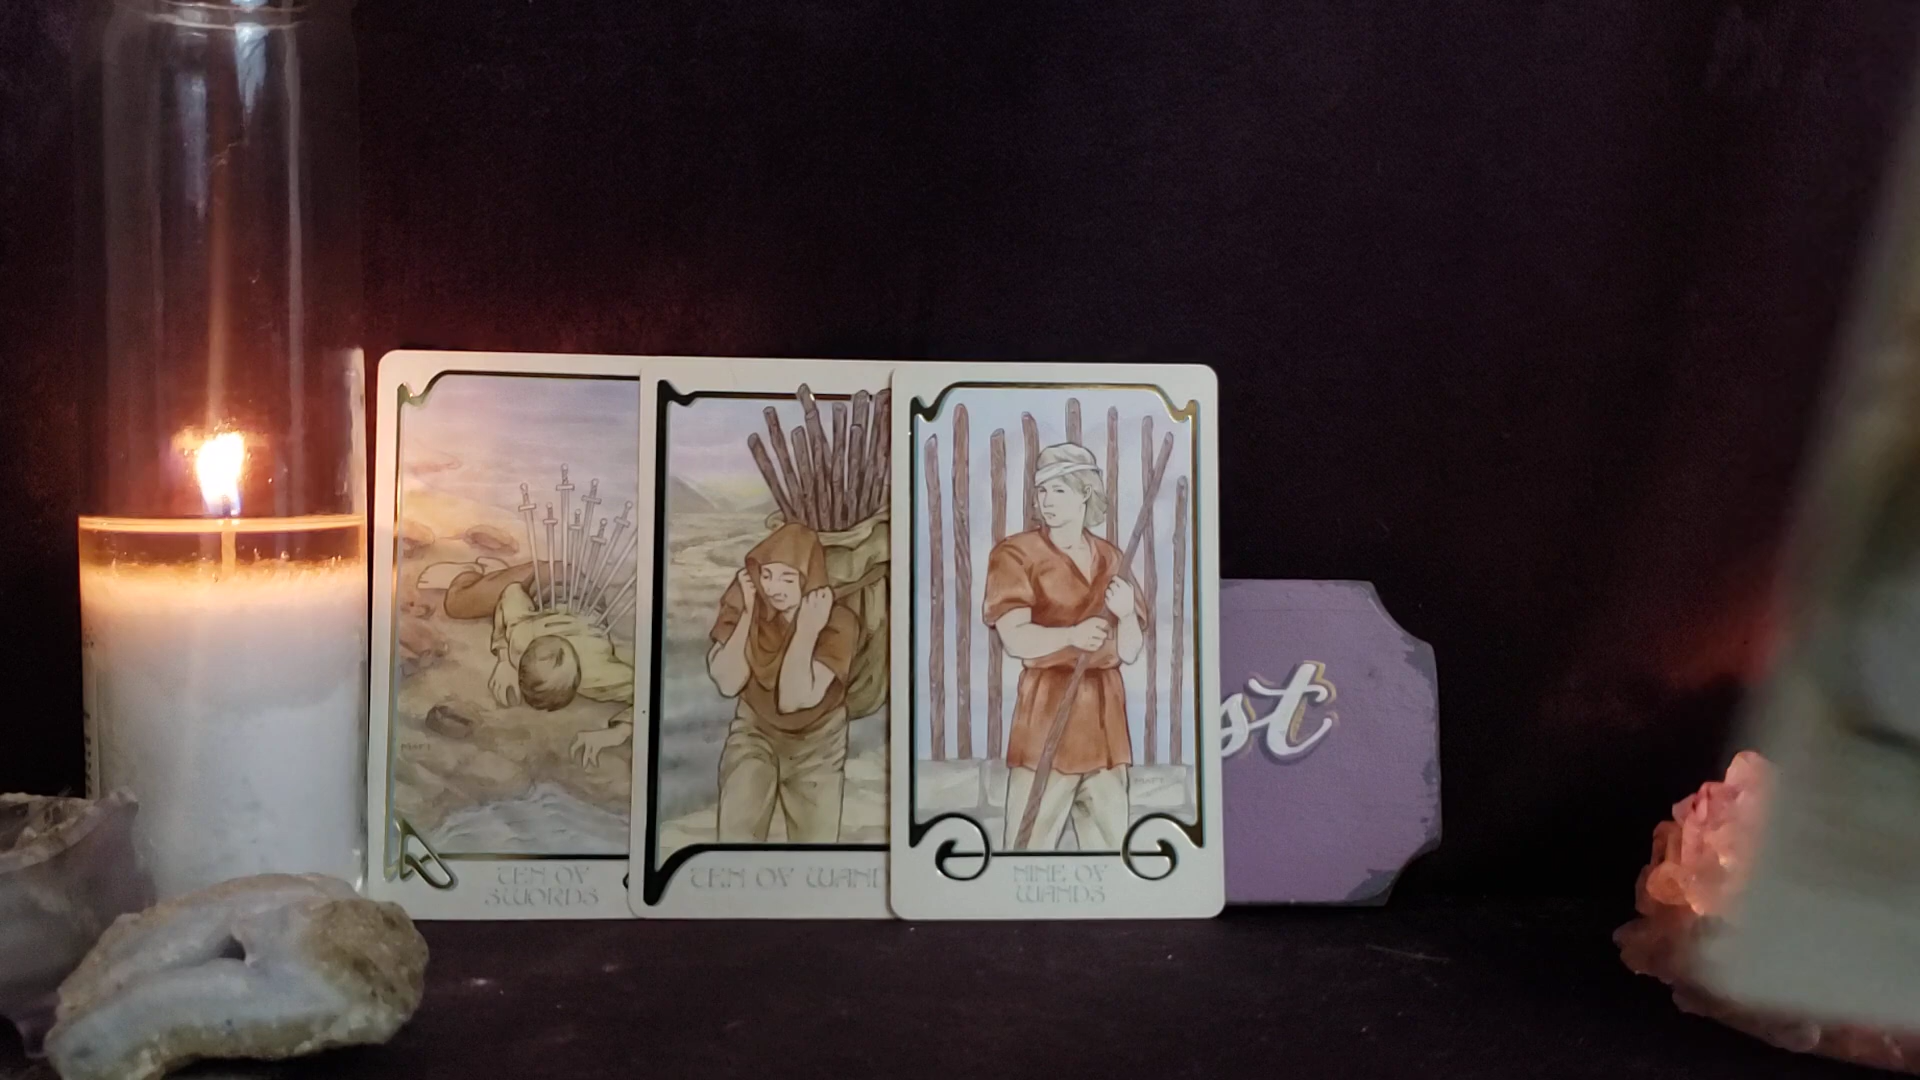 TEN OF
SWORDS
TEN OF WAND
NINE OF
WANDS
st